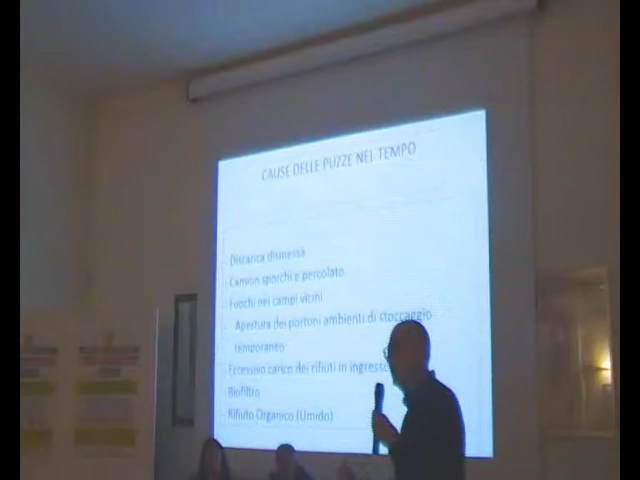 CAUSE DELLE PUZZE NEL TEMPO
Discarica dismessa
Camion sporchi e percolato
Fuochi nei campi vicini
Apertura dei portoni ambienti di stoccaggio
temporaneo
Eccessivo carico dei rifiuti in ingresso
Biofiltro
Rifiuto Organico (Umido)